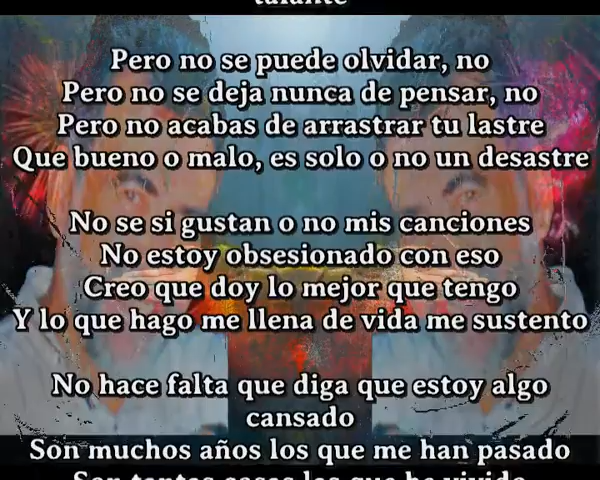 talante
Pero no se puede olvidar, no
Pero no se deja nunca de pensar, no
Pero no acabas de arrastrar tu lastre
Que bueno o malo, es solo o no un desastre
No se si gustan o no mis canciones
No estoy obsesionado con eso
Creo que doy lo mejor que tengo
Y lo que hago me llena de vida me sustento
No hace falta que diga que estoy algo
cansado
Son muchos años los que me han pasado
Son tantas cosas los que he vivido